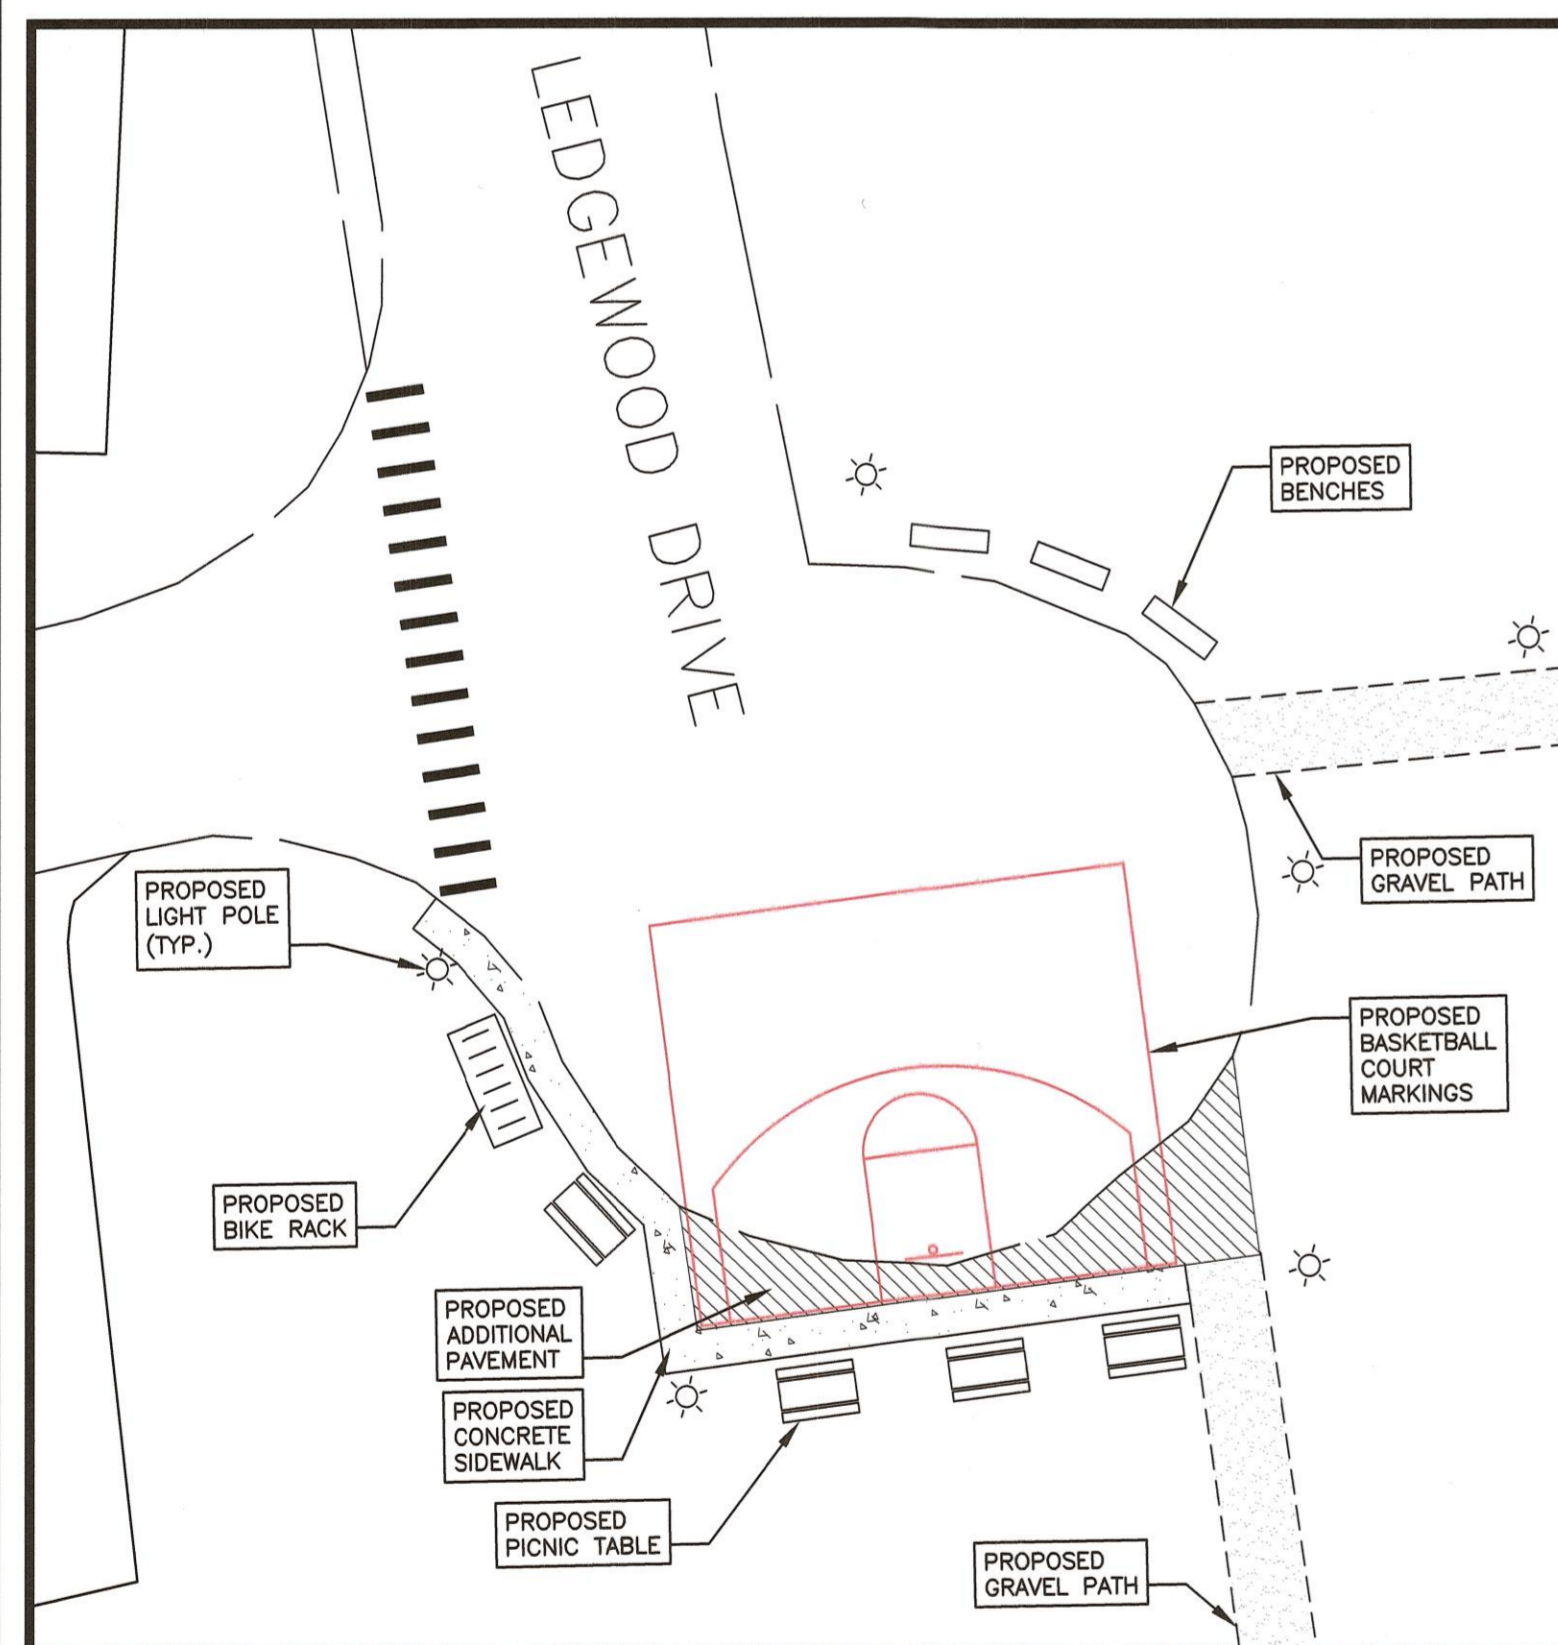 LEDGEWOOD DRIVE
PROPOSED
BENCHES
PROPOSED
GRAVEL PATH
PROPOSED
LIGHT POLE
(TYP.)
PROPOSED
BASKETBALL
COURT
MARKINGS
PROPOSED
BIKE RACK
PROPOSED
ADDITIONAL
PAVEMENT
PROPOSED
CONCRETE
SIDEWALK
PROPOSED
PICNIC TABLE
PROPOSED
GRAVEL PATH